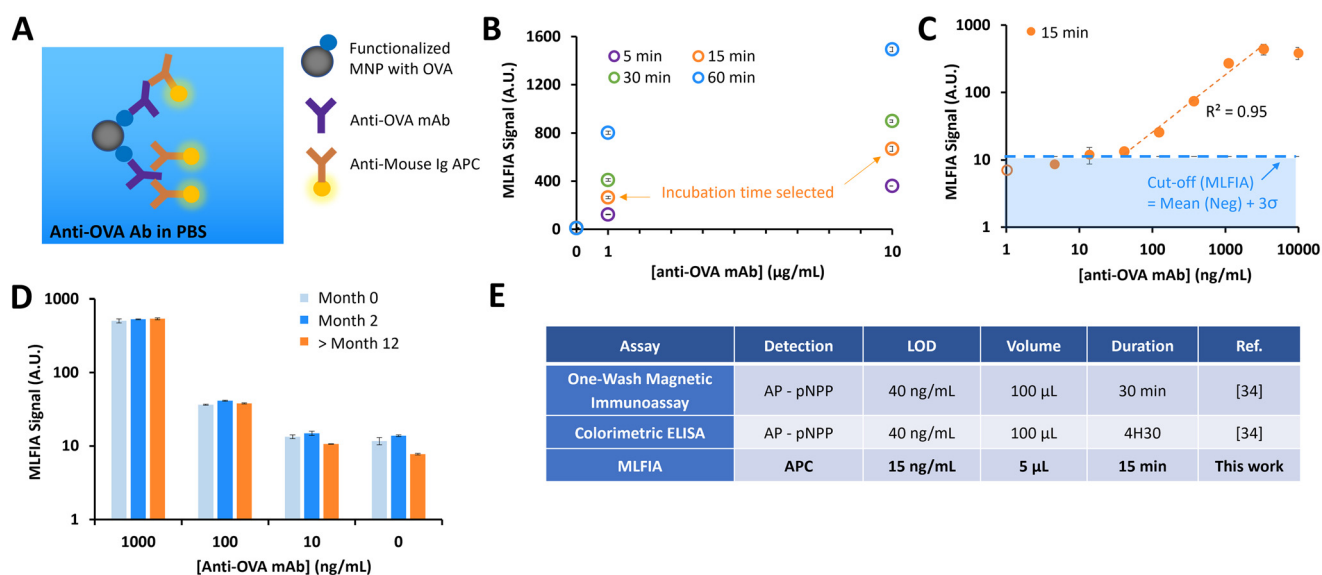 A
Functionalized
MNP with OVA
Anti-OVA mAb
Anti-Mouse Ig APC
Anti-OVA Ab in PBS
B
1600
1200
800
400
0
5 min
15 min
30 min
60 min
Incubation time selected
0
1
10
MLFIA Signal (A.U.)
[anti-OVA mAb] (µg/mL)
C
1000
100
10
1
15 min
R² = 0.95
Cut-off (MLFIA)
= Mean (Neg) + 3σ
1
10
100
1000
10000
MLFIA Signal (A.U.)
[anti-OVA mAb] (ng/mL)
D
1000
100
10
1
Month 0
Month 2
> Month 12
1000
100
10
0
MLFIA Signal (A.U.)
[Anti-OVA mAb] (ng/mL)
E
Assay Detection LOD Volume Duration Ref.
One-Wash Magnetic
Immunoassay
AP - pNPP 40 ng/mL 100 µL 30 min [34]
Colorimetric ELISA AP - pNPP 40 ng/mL 100 µL 4H30 [34]
MLFIA APC 15 ng/mL 5 µL 15 min This work